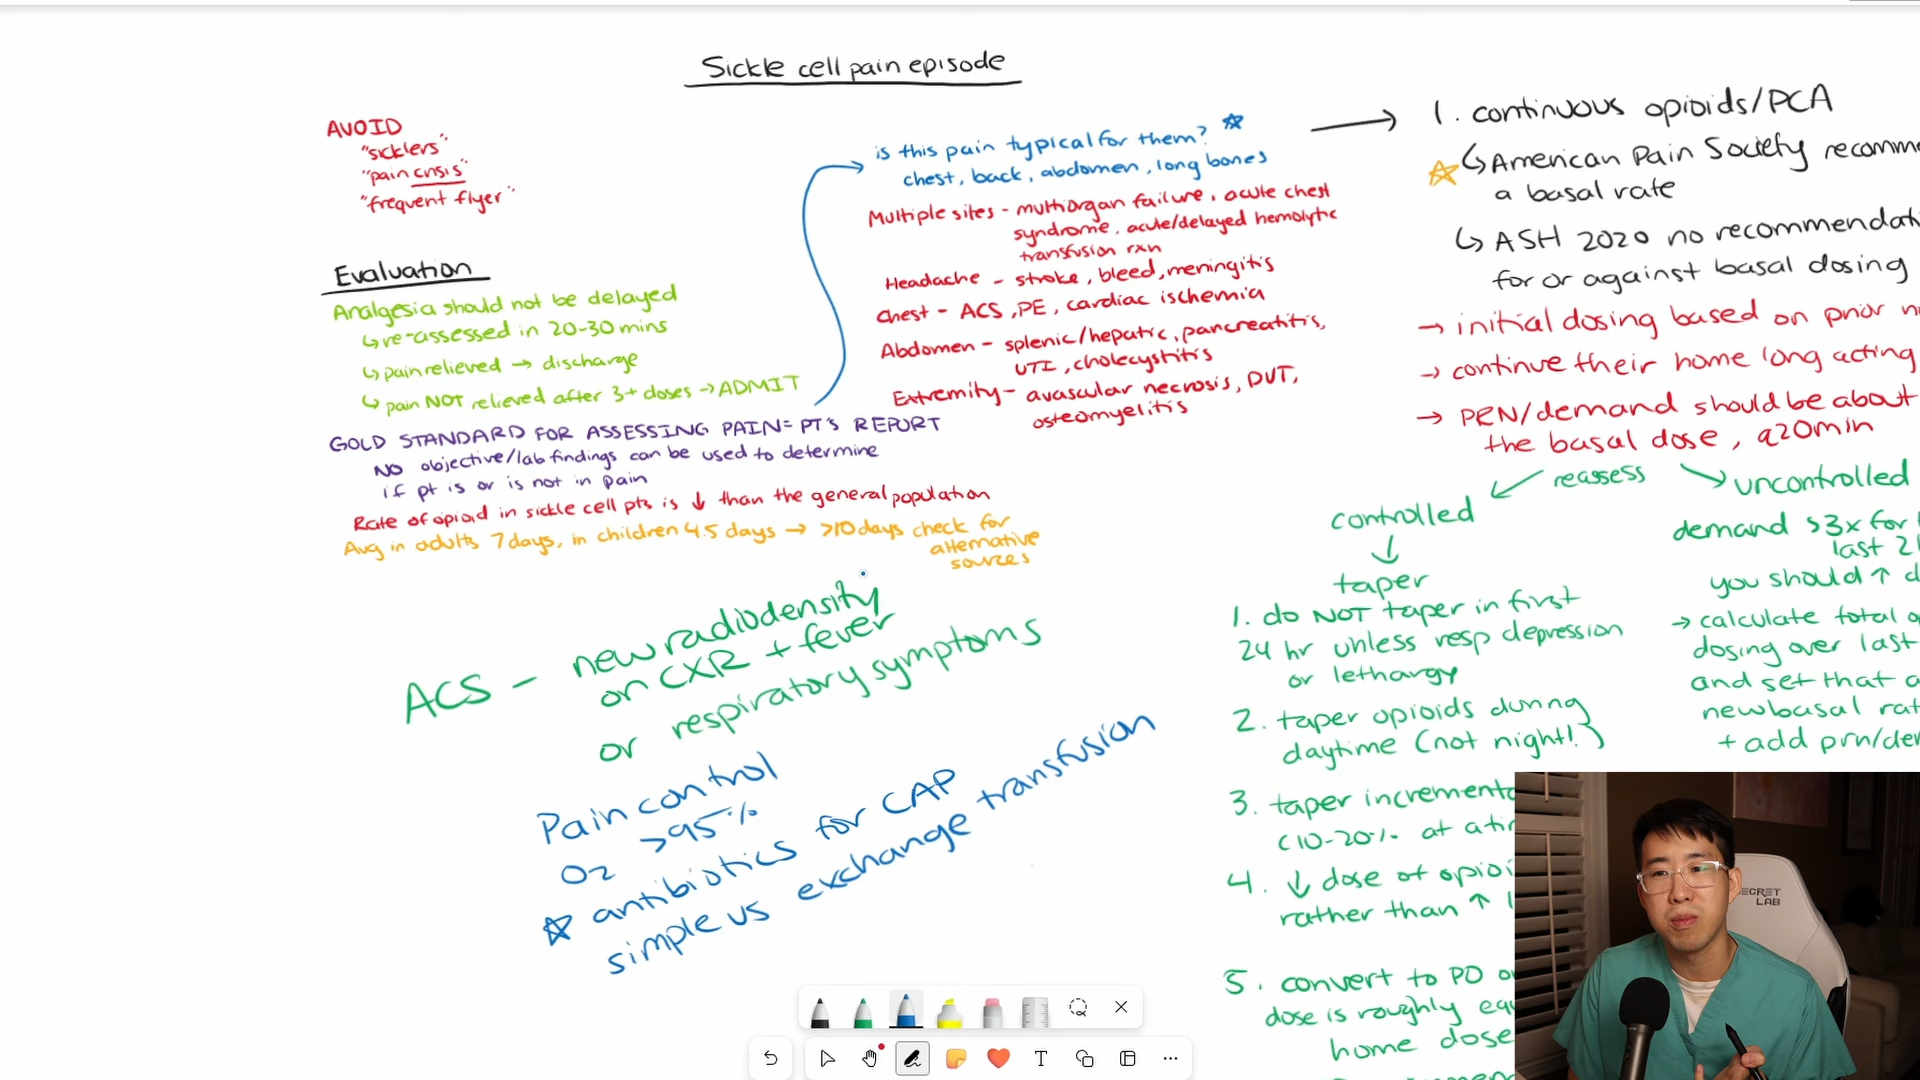 Sickle cell pain episode
AVOID
"sicklers"
"pain crisis"
"frequent flyer"
Evaluation
Analgesia should not be delayed
↳ re-assessed in 20-30 mins
↳ pain relieved → discharge
↳ pain NOT relieved after 3+ doses → ADMIT
GOLD STANDARD FOR ASSESSING PAIN = PT'S REPORT
NO objective/lab findings can be used to determine
if pt is or is not in pain
Rate of opioid in sickle cell pts is ↓ than the general population
Avg in adults 7 days, in children 4.5 days → >10 days check for
alternative
sources
is this pain typical for them? ☆
chest, back, abdomen, long bones
Multiple sites - multiorgan failure, acute chest
syndrome, acute/delayed hemolytic
transfusion rxn
Headache - stroke, bleed, meningitis
Chest - ACS, PE, cardiac ischemia
Abdomen - splenic/hepatic, pancreatitis,
UTI, cholecystitis
Extremity - avascular necrosis, DVT,
osteomyelitis
ACS - new radiodensity
on CXR + fever
or respiratory symptoms
Pain control
O2 >95%
☆ antibiotics for CAP
simple vs exchange transfusion
→ 1. continuous opioids/PCA
☆ ↳ American Pain Society recomme
a basal rate
↳ ASH 2020 no recommendati
for or against basal dosing
→ initial dosing based on prior
→ continue their home long acting
→ PRN/demand should be about
the basal dose, q20min
reassess
controlled
taper
1. do NOT taper in first
24 hr unless resp depression
or lethargy
2. taper opioids during
daytime (not night!)
3. taper incremento
(10-20% at a
4. ↓ dose of opioi
rather than ↑
5. convert to PO
dose is roughly
home dose
uncontrolled
demand >3x for
last
you should ↑
→ calculate total
dosing over last
and set that
new basal
+ add prn/
SECRET
LAB
T